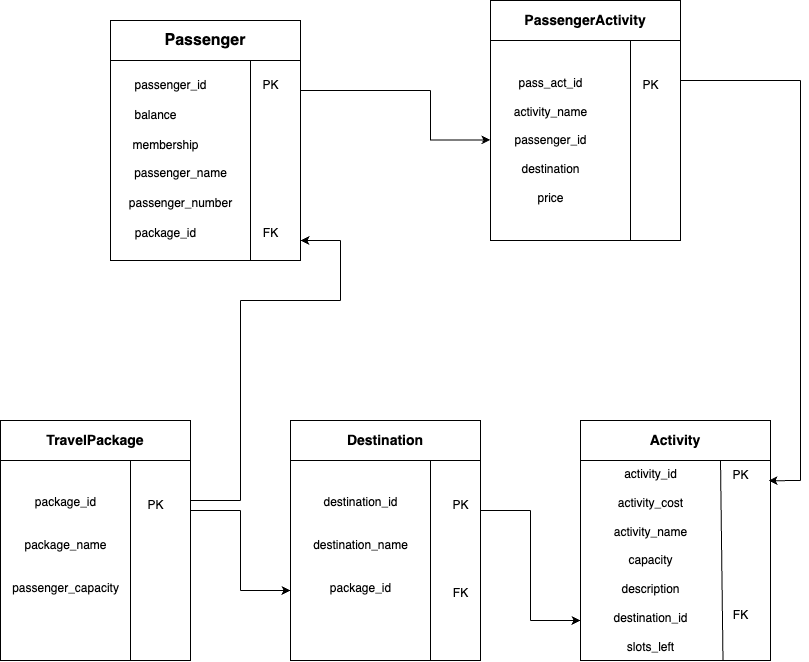 Passenger
passenger_id PK
balance
membership
passenger_name
passenger_number
package_id FK
PassengerActivity
pass_act_id PK
activity_name
passenger_id
destination
price
TravelPackage
package_id PK
package_name
passenger_capacity
Destination
destination_id PK
destination_name
package_id FK
Activity
activity_id PK
activity_cost
activity_name
capacity
description
destination_id FK
slots_left